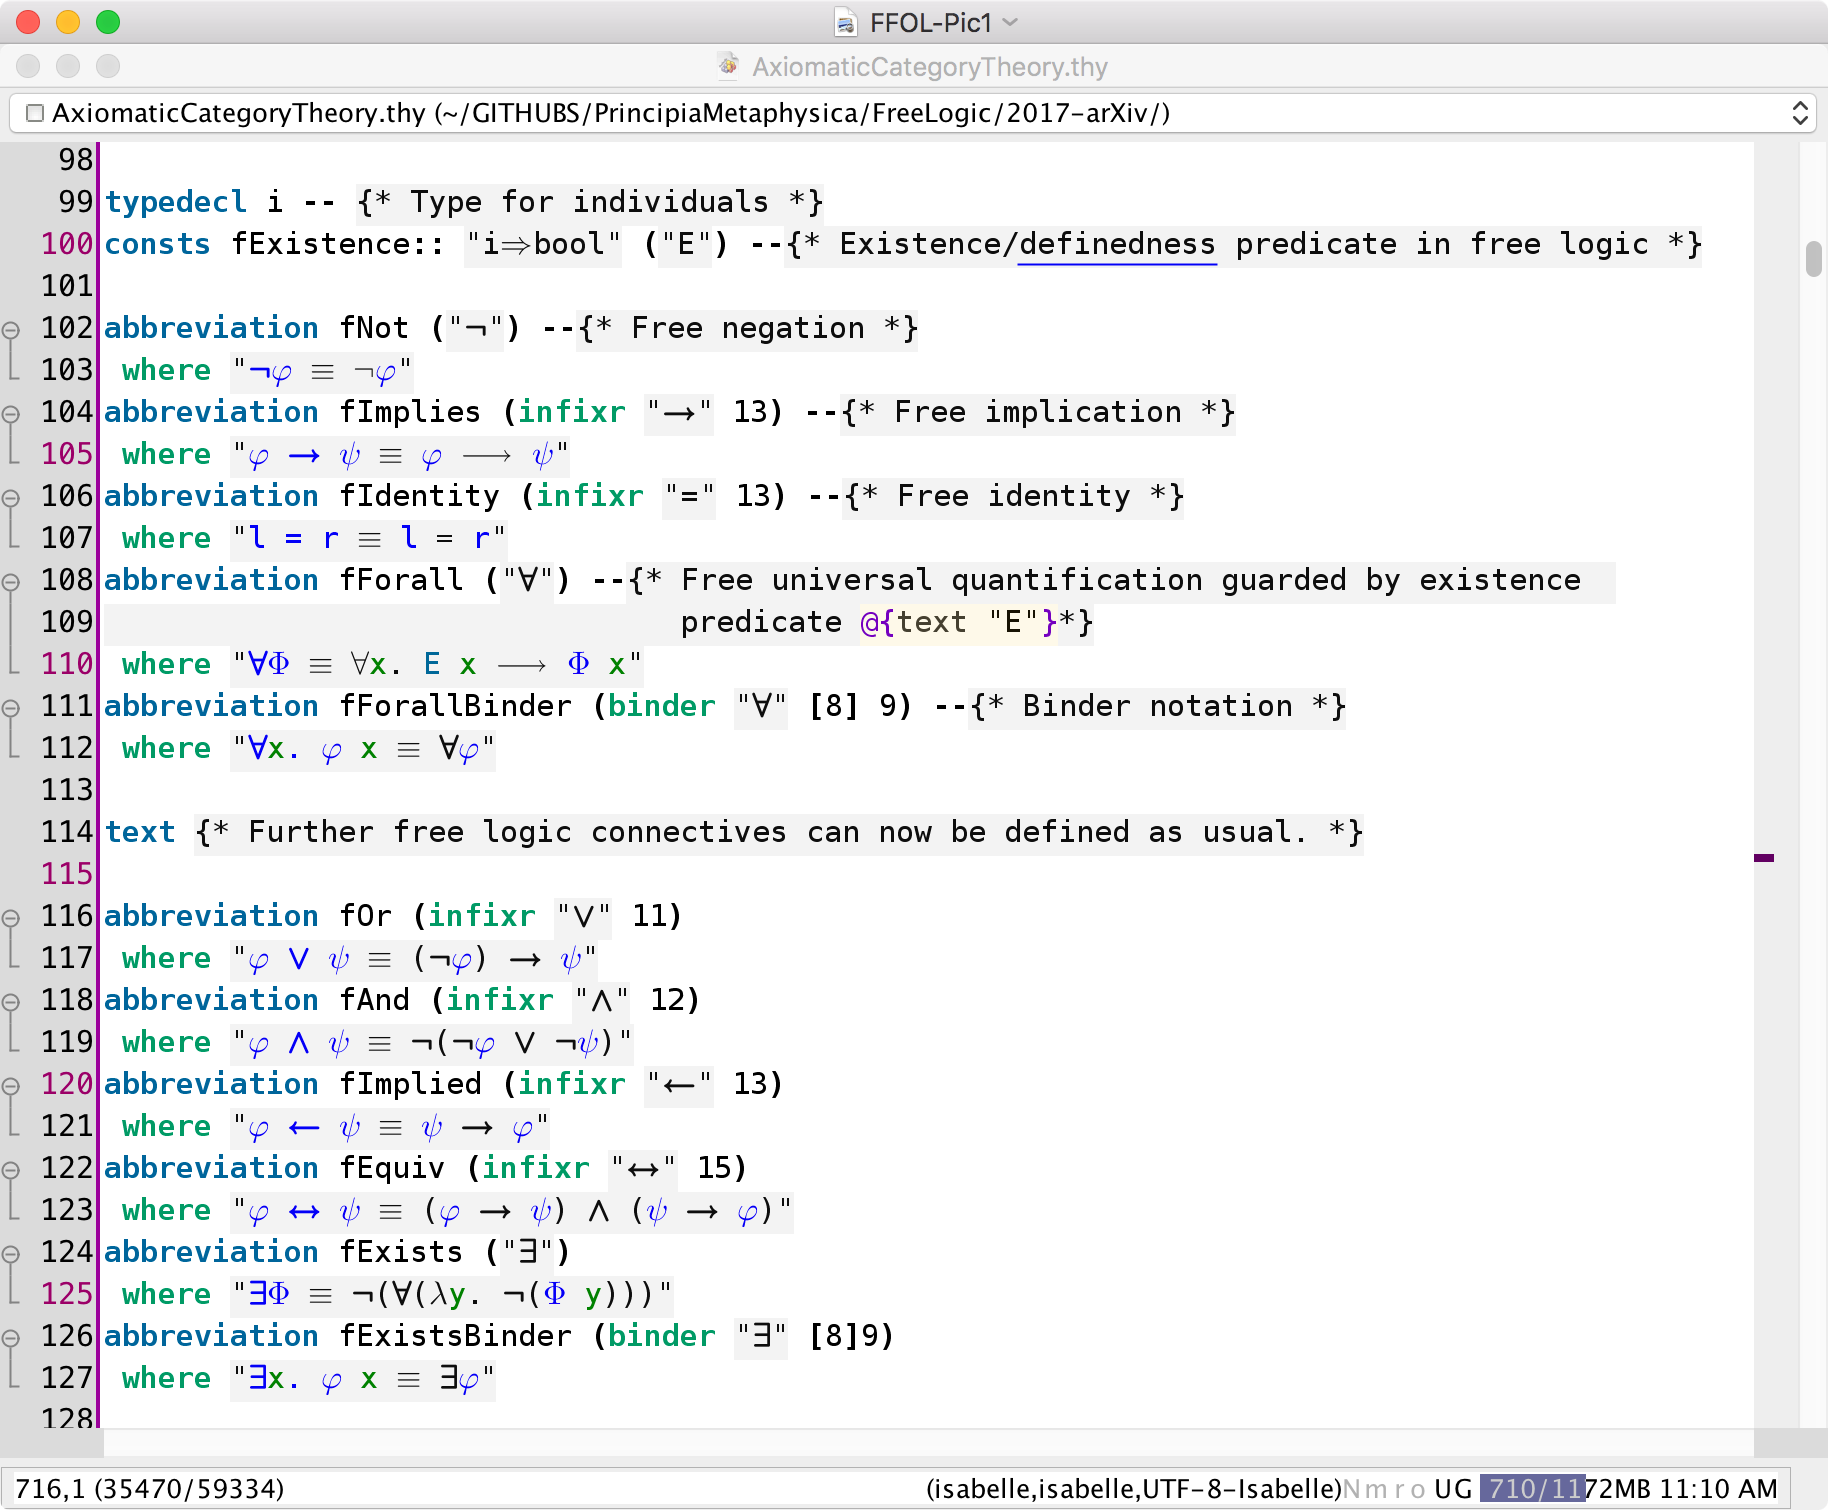 FFOL-Pic1
AxiomaticCategoryTheory.thy
AxiomaticCategoryTheory.thy (~/GITHUBS/PrincipiaMetaphysica/FreeLogic/2017-arXiv/)
98
99 typedecl i -- {* Type for individuals *}
100 consts fExistence:: "i⇒bool" ("E") --{* Existence/definedness predicate in free logic *}
101
102 abbreviation fNot ("¬") --{* Free negation *}
103 where "¬φ ≡ ¬φ"
104 abbreviation fImplies (infixr "→" 13) --{* Free implication *}
105 where "φ → ψ ≡ φ ⟶ ψ"
106 abbreviation fIdentity (infixr "=" 13) --{* Free identity *}
107 where "l = r ≡ l = r"
108 abbreviation fForall ("∀") --{* Free universal quantification guarded by existence
109 predicate @{text "E"}*}
110 where "∀Φ ≡ ∀x. E x ⟶ Φ x"
111 abbreviation fForallBinder (binder "∀" [8] 9) --{* Binder notation *}
112 where "∀x. φ x ≡ ∀φ"
113
114 text {* Further free logic connectives can now be defined as usual. *}
115
116 abbreviation fOr (infixr "∨" 11)
117 where "φ ∨ ψ ≡ (¬φ) → ψ"
118 abbreviation fAnd (infixr "∧" 12)
119 where "φ ∧ ψ ≡ ¬(¬φ ∨ ¬ψ)"
120 abbreviation fImplied (infixr "←" 13)
121 where "φ ← ψ ≡ ψ → φ"
122 abbreviation fEquiv (infixr "↔" 15)
123 where "φ ↔ ψ ≡ (φ → ψ) ∧ (ψ → φ)"
124 abbreviation fExists ("∃")
125 where "∃Φ ≡ ¬(∀(λy. ¬(Φ y)))"
126 abbreviation fExistsBinder (binder "∃" [8]9)
127 where "∃x. φ x ≡ ∃φ"
128
716,1 (35470/59334) (isabelle,isabelle,UTF-8-Isabelle)N m r o UG 710/1172MB 11:10 AM